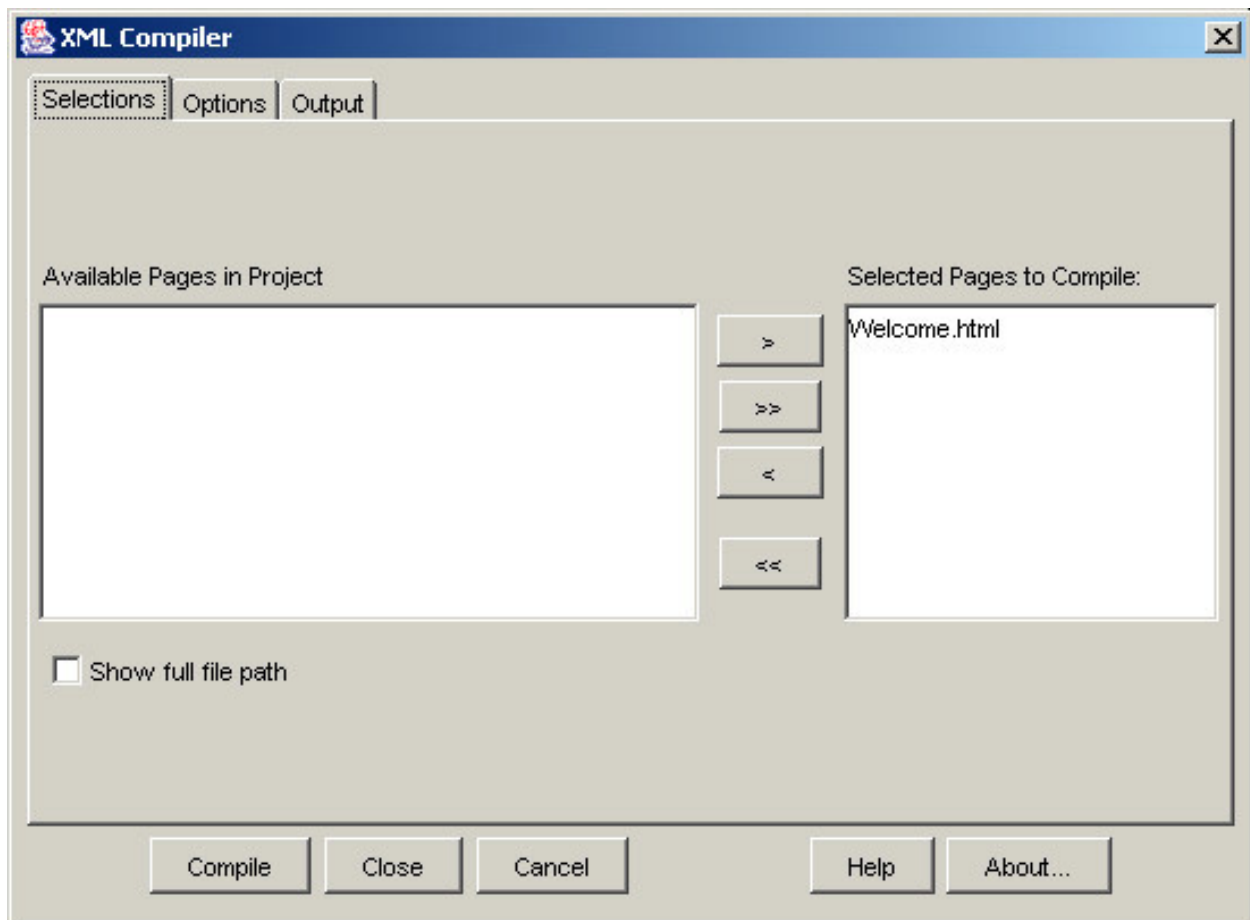 XML Compiler
Selections Options Output
Available Pages in Project
Selected Pages to Compile:
Welcome.html
>
>>
<
<<
Show full file path
Compile Close Cancel Help About...